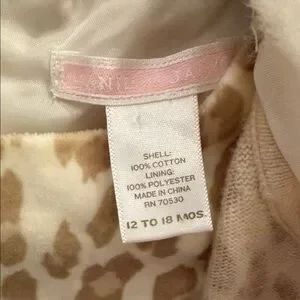 SHELL:
100% COTTON
LINING:
100% POLYESTER
MADE IN CHINA
RN 70530
12 TO 18 MOS.